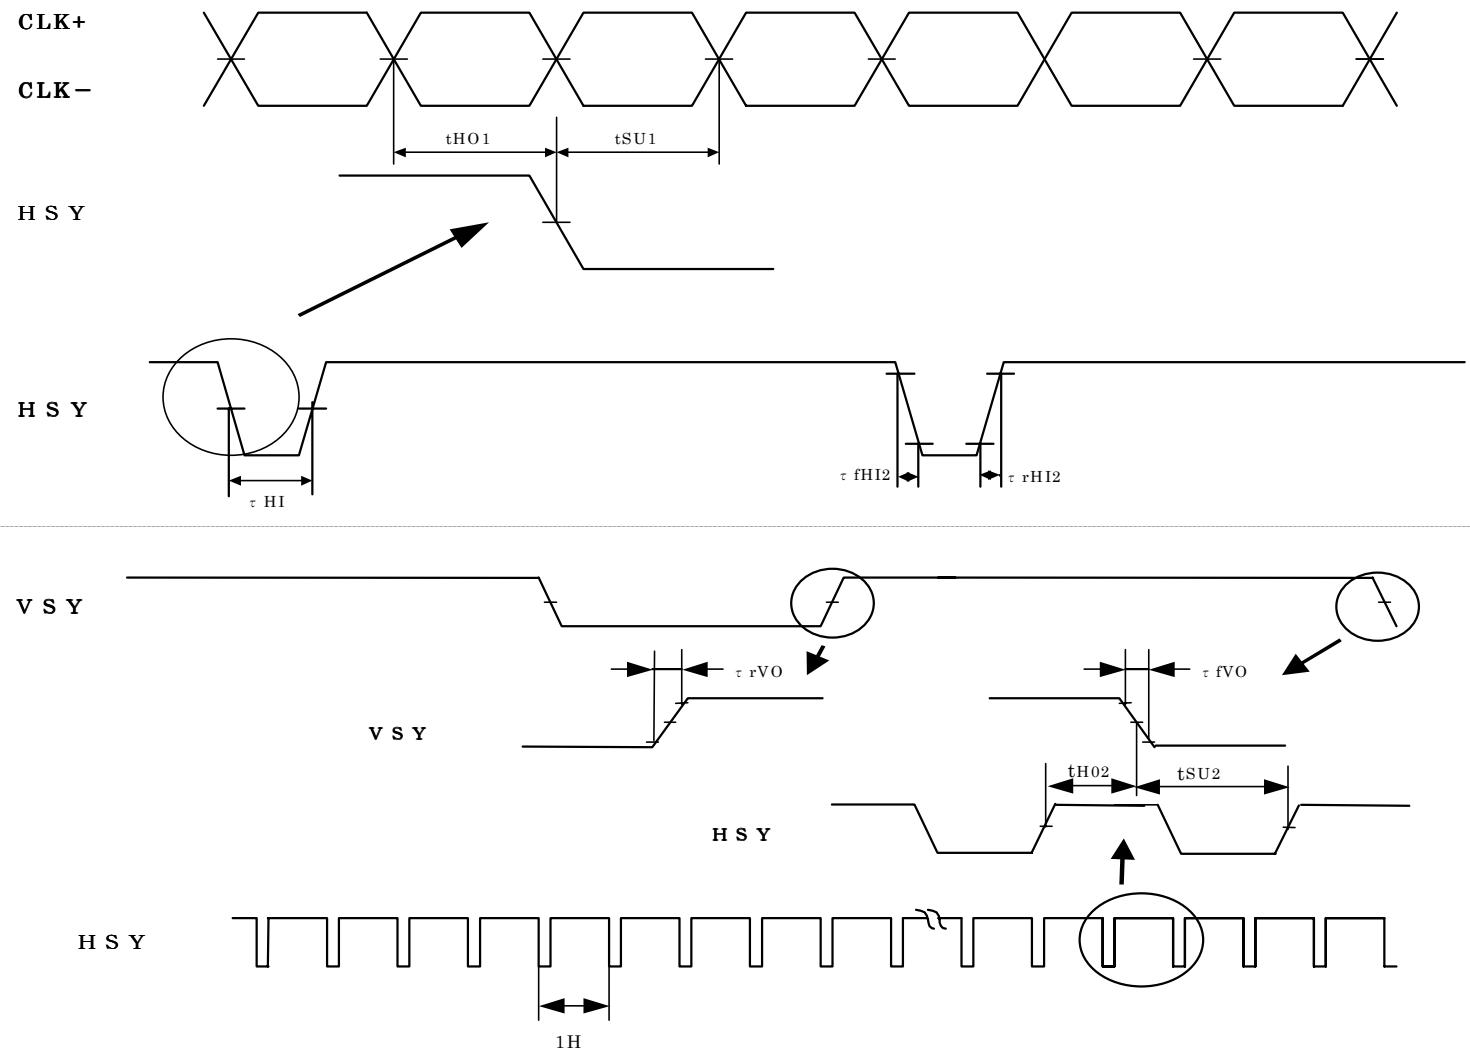 CLK+
CLK−
tHO1 tSU1
HSY
HSY
τ fHI2 τ rHI2
τ HI
VSY
τ rVO τ fVO
VSY
tH02 tSU2
HSY
HSY
1H